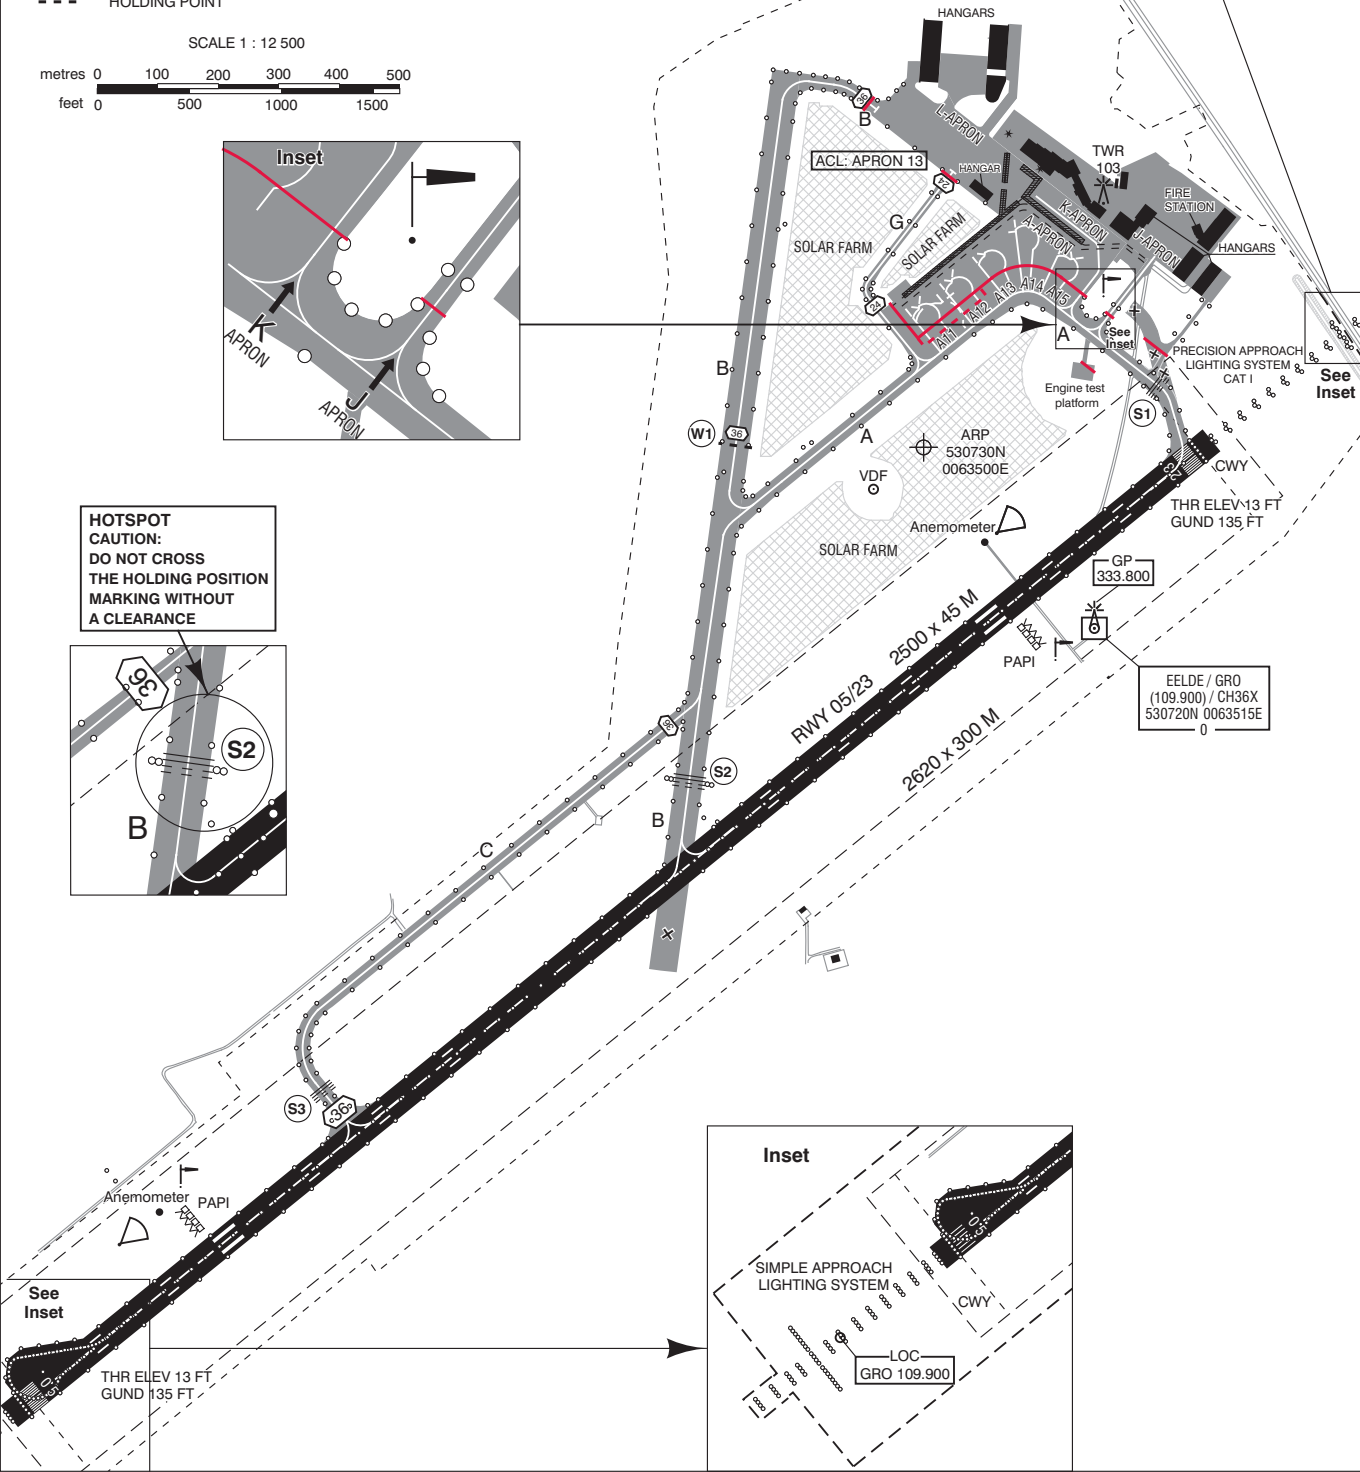 HOLDING POINT
SCALE 1 : 12 500
metres 0 100 200 300 400 500
feet 0 500 1000 1500
Inset
K
APRON
J
APRON
HANGARS
36
B
L-APRON
ACL: APRON 13
HANGAR
24
TWR
103
FIRE
STATION
K-APRON
A-APRON
J-APRON
HANGARS
G
SOLAR FARM
SOLAR FARM
24
A11
A12
A13
A14
A15
A
See
Inset
PRECISION APPROACH
LIGHTING SYSTEM
CAT I
See
Inset
Engine test
platform
S1
B
W1
36
A
ARP
530730N
0063500E
VDF
23
CWY
THR ELEV 13 FT
GUND 135 FT
Anemometer
SOLAR FARM
GP
333.800
PAPI
EELDE / GRO
(109.900) / CH36X
530720N 0063515E
0
HOTSPOT
CAUTION:
DO NOT CROSS
THE HOLDING POSITION
MARKING WITHOUT
A CLEARANCE
36
S2
B
RWY 05/23
2500 x 45 M
2620 x 300 M
36
S2
B
C
S3
36
Anemometer
PAPI
See
Inset
05
THR ELEV 13 FT
GUND 135 FT
Inset
05
SIMPLE APPROACH
LIGHTING SYSTEM
CWY
LOC
GRO 109.900